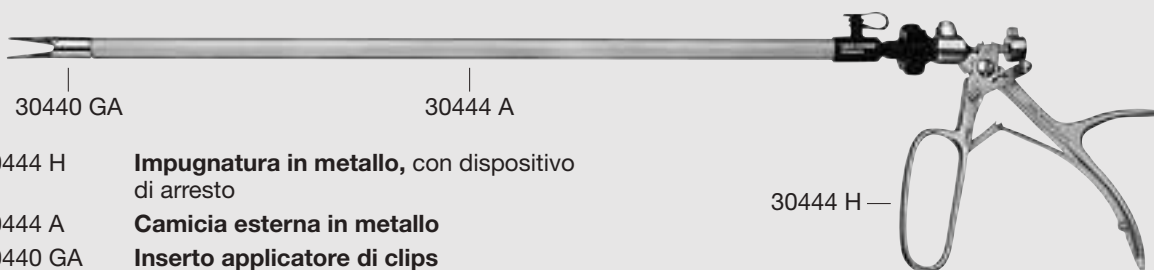 30440 GA
30444 A
0444 H Impugnatura in metallo, con dispositivo
di arresto
30444 H
0444 A Camicia esterna in metallo
0440 GA Inserto applicatore di clips